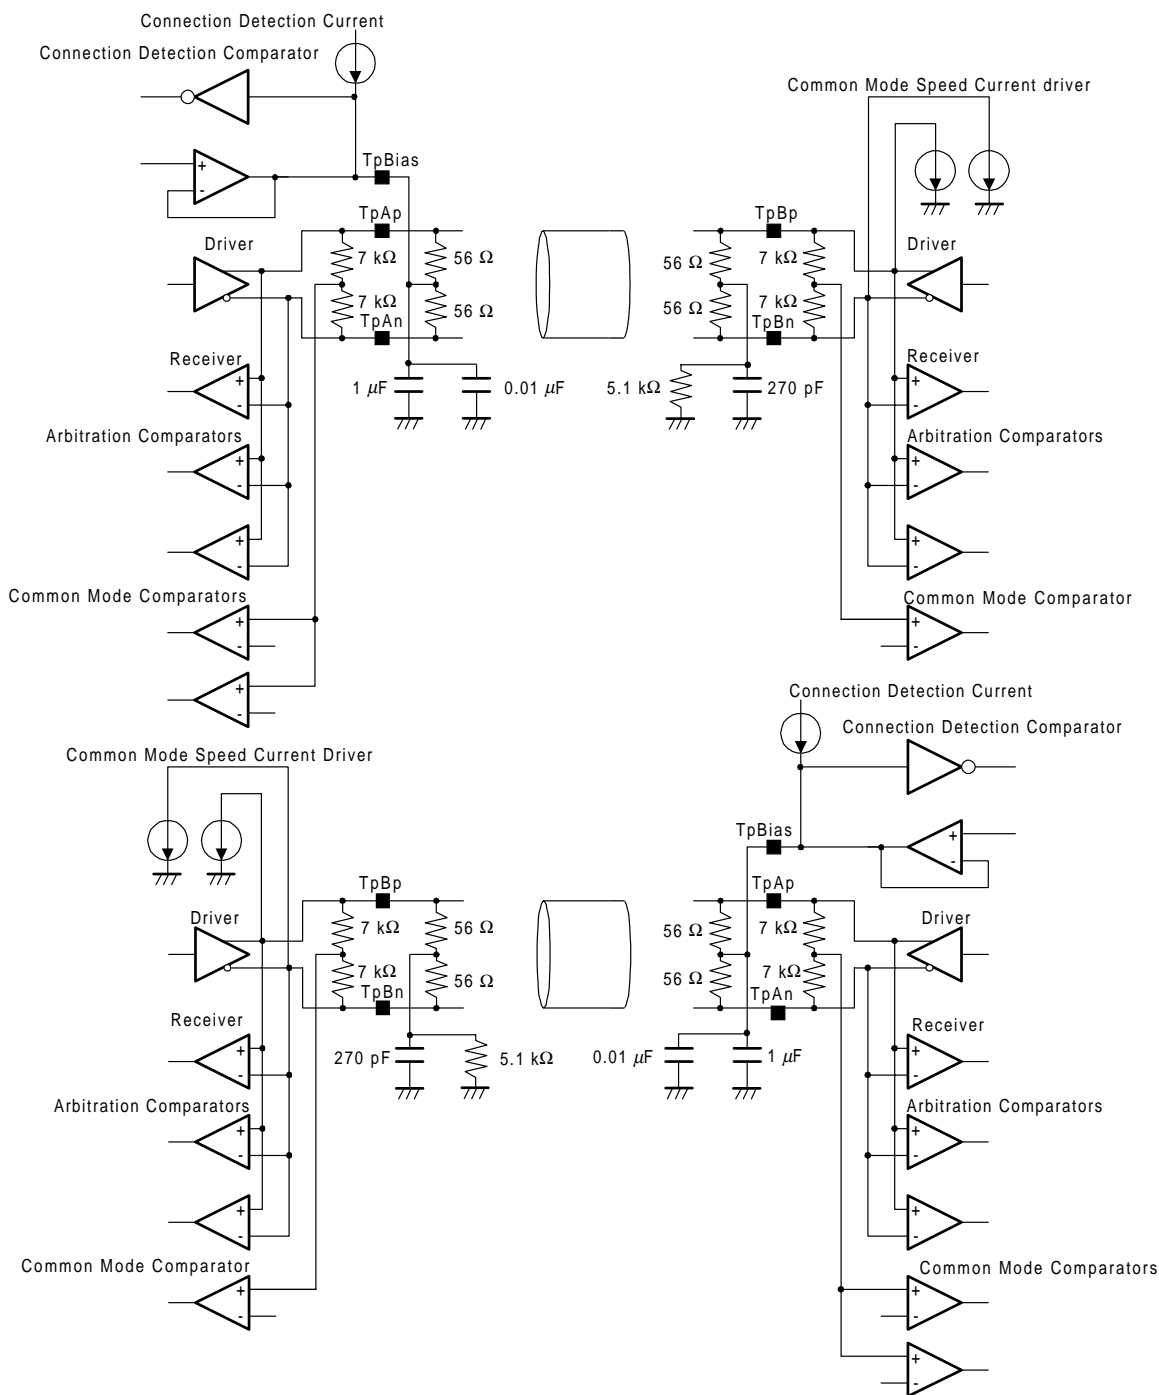 Connection Detection Current
Connection Detection Comparator
Common Mode Speed Current driver
+
-
TpBias
TpAp
TpBp
Driver
7 kΩ
56 Ω
56 Ω
7 kΩ
Driver
7 kΩ
56 Ω
56 Ω
7 kΩ
TpAn
TpBn
Receiver
1 μF
0.01 μF
5.1 kΩ
270 pF
Receiver
+
-
+
-
Arbitration Comparators
Arbitration Comparators
+
-
+
-
+
-
+
-
Common Mode Comparators
Common Mode Comparator
+
-
+
-
+
-
Connection Detection Current
Connection Detection Comparator
Common Mode Speed Current Driver
TpBias
+
-
TpBp
TpAp
Driver
7 kΩ
56 Ω
56 Ω
7 kΩ
Driver
7 kΩ
56 Ω
56 Ω
7 kΩ
TpBn
TpAn
Receiver
270 pF
5.1 kΩ
0.01 μF
1 μF
Receiver
+
-
+
-
Arbitration Comparators
Arbitration Comparators
+
-
+
-
+
-
+
-
Common Mode Comparator
Common Mode Comparators
+
-
+
-
+
-